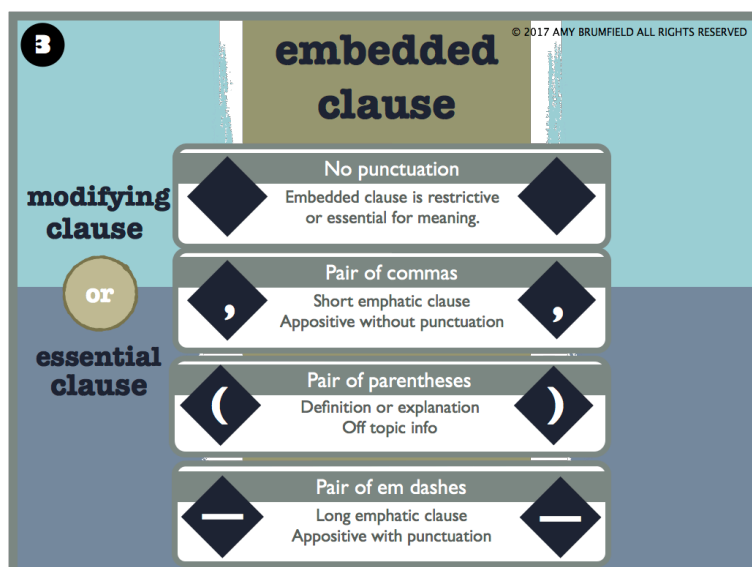 3
© 2017 AMY BRUMFIELD ALL RIGHTS RESERVED
embedded
clause
modifying
clause
or
essential
clause
No punctuation
Embedded clause is restrictive
or essential for meaning.
Pair of commas
, ,
Short emphatic clause
Appositive without punctuation
Pair of parentheses
( )
Definition or explanation
Off topic info
Pair of em dashes
— —
Long emphatic clause
Appositive with punctuation